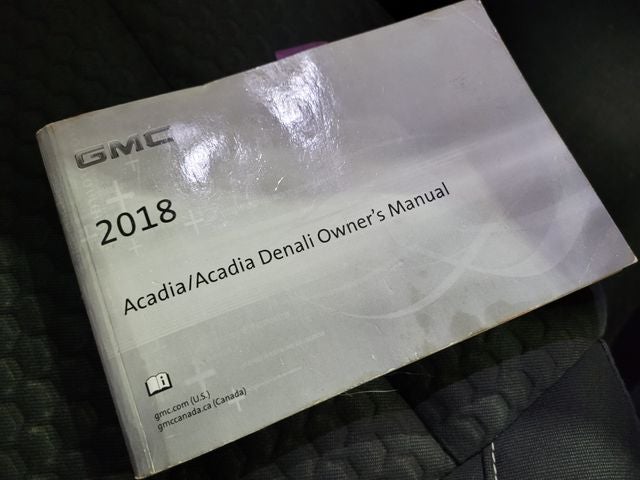 GMC
2018
Acadia/Acadia Denali Owner's Manual
gmc.com (U.S.)
gmccanada.ca (Canada)